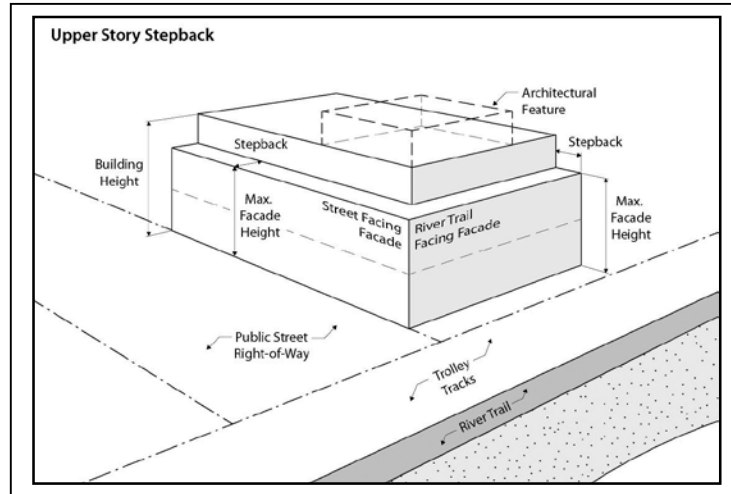 Upper Story Stepback
Architectural
Feature
Stepback
Stepback
Building
Height
Max.
Facade
Height
Street Facing
Facade
River Trail
Facing Facade
Max.
Facade
Height
Public Street
Right-of-Way
Trolley
Tracks
River Trail